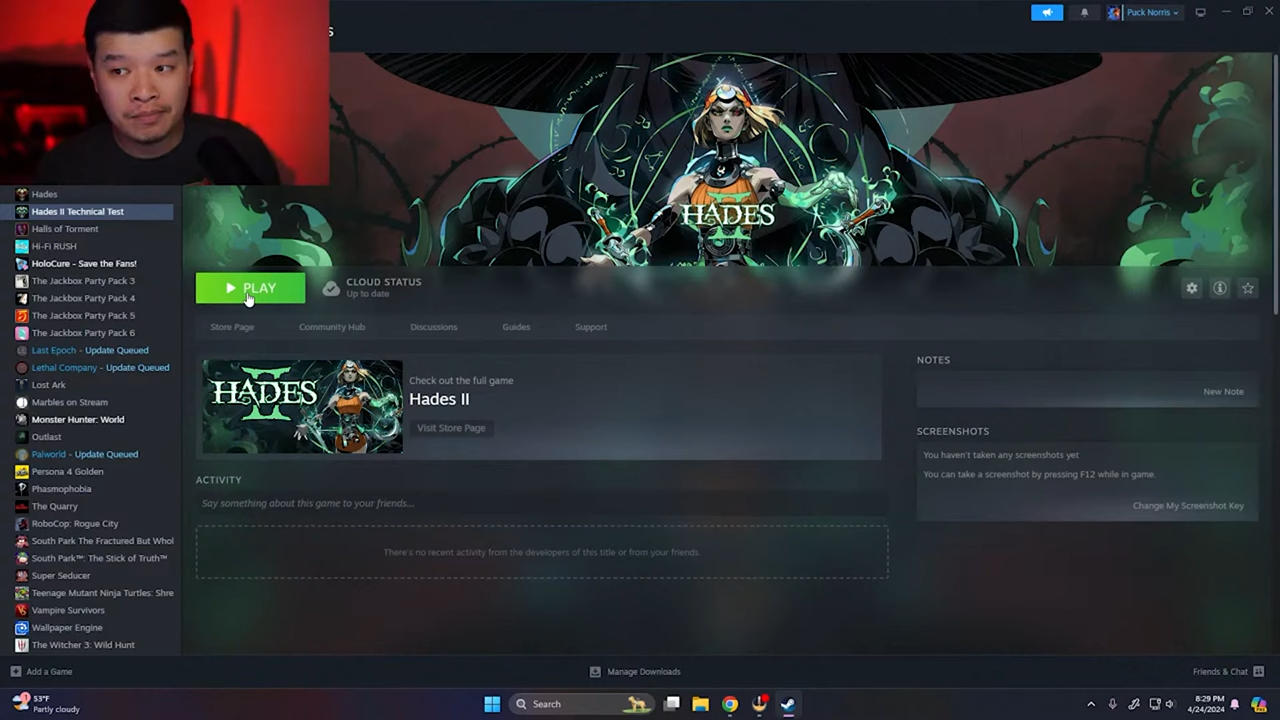 Puck Norris
S
HADES
II
Hades
Hades II Technical Test
Halls of Torment
Hi-Fi RUSH
HoloCure - Save the Fans!
The Jackbox Party Pack 3
The Jackbox Party Pack 4
The Jackbox Party Pack 5
The Jackbox Party Pack 6
Last Epoch - Update Queued
Lethal Company - Update Queued
Lost Ark
Marbles on Stream
Monster Hunter: World
Outlast
Palworld - Update Queued
Persona 4 Golden
Phasmophobia
The Quarry
RoboCop: Rogue City
South Park The Fractured But Whol
South Park™: The Stick of Truth™
Super Seducer
Teenage Mutant Ninja Turtles: Shre
Vampire Survivors
Wallpaper Engine
The Witcher 3: Wild Hunt
PLAY
CLOUD STATUS
Up to date
Store Page
Community Hub
Discussions
Guides
Support
HADES
II
Check out the full game
Hades II
Visit Store Page
NOTES
New Note
SCREENSHOTS
You haven't taken any screenshots yet
You can take a screenshot by pressing F12 while in game.
Change My Screenshot Key
ACTIVITY
Say something about this game to your friends...
There's no recent activity from the developers of this title or from your friends.
Add a Game
Manage Downloads
Friends & Chat
53°F
Partly cloudy
Search
8:29 PM
4/24/2024